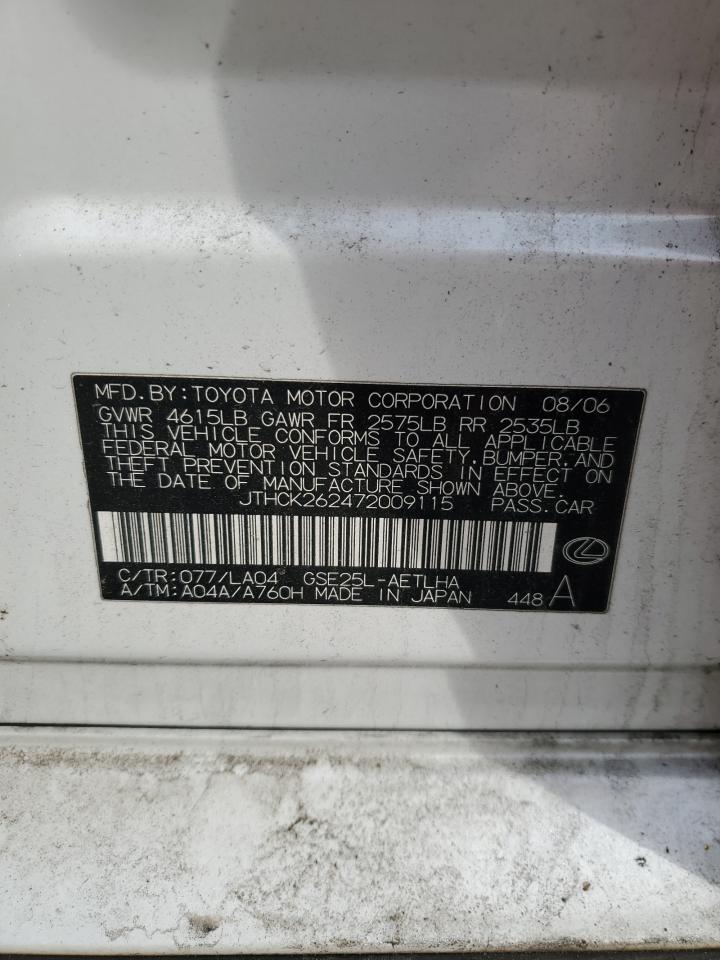 MFD. BY: TOYOTA MOTOR CORPORATION 08/06
GVWR 4615LB GAWR FR 2575LB RR 2535LB
THIS VEHICLE CONFORMS TO ALL APPLICABLE
FEDERAL MOTOR VEHICLE SAFETY, BUMPER, AND
THEFT PREVENTION STANDARDS IN EFFECT ON
THE DATE OF MANUFACTURE SHOWN ABOVE.
JTHCK262472009115 PASS. CAR
C/TR: 077/LA04 GSE25L-AETLHA
A/TM: A04A/A760H MADE IN JAPAN 448 A